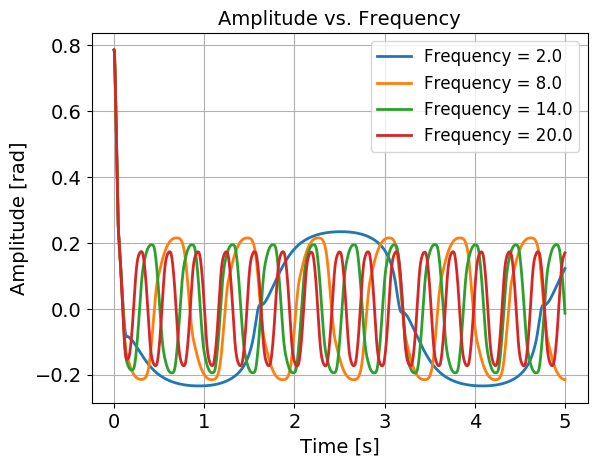 Amplitude vs. Frequency
Frequency = 2.0
Frequency = 8.0
Frequency = 14.0
Frequency = 20.0
Amplitude [rad]
0.8
0.6
0.4
0.2
0.0
−0.2
0 1 2 3 4 5
Time [s]